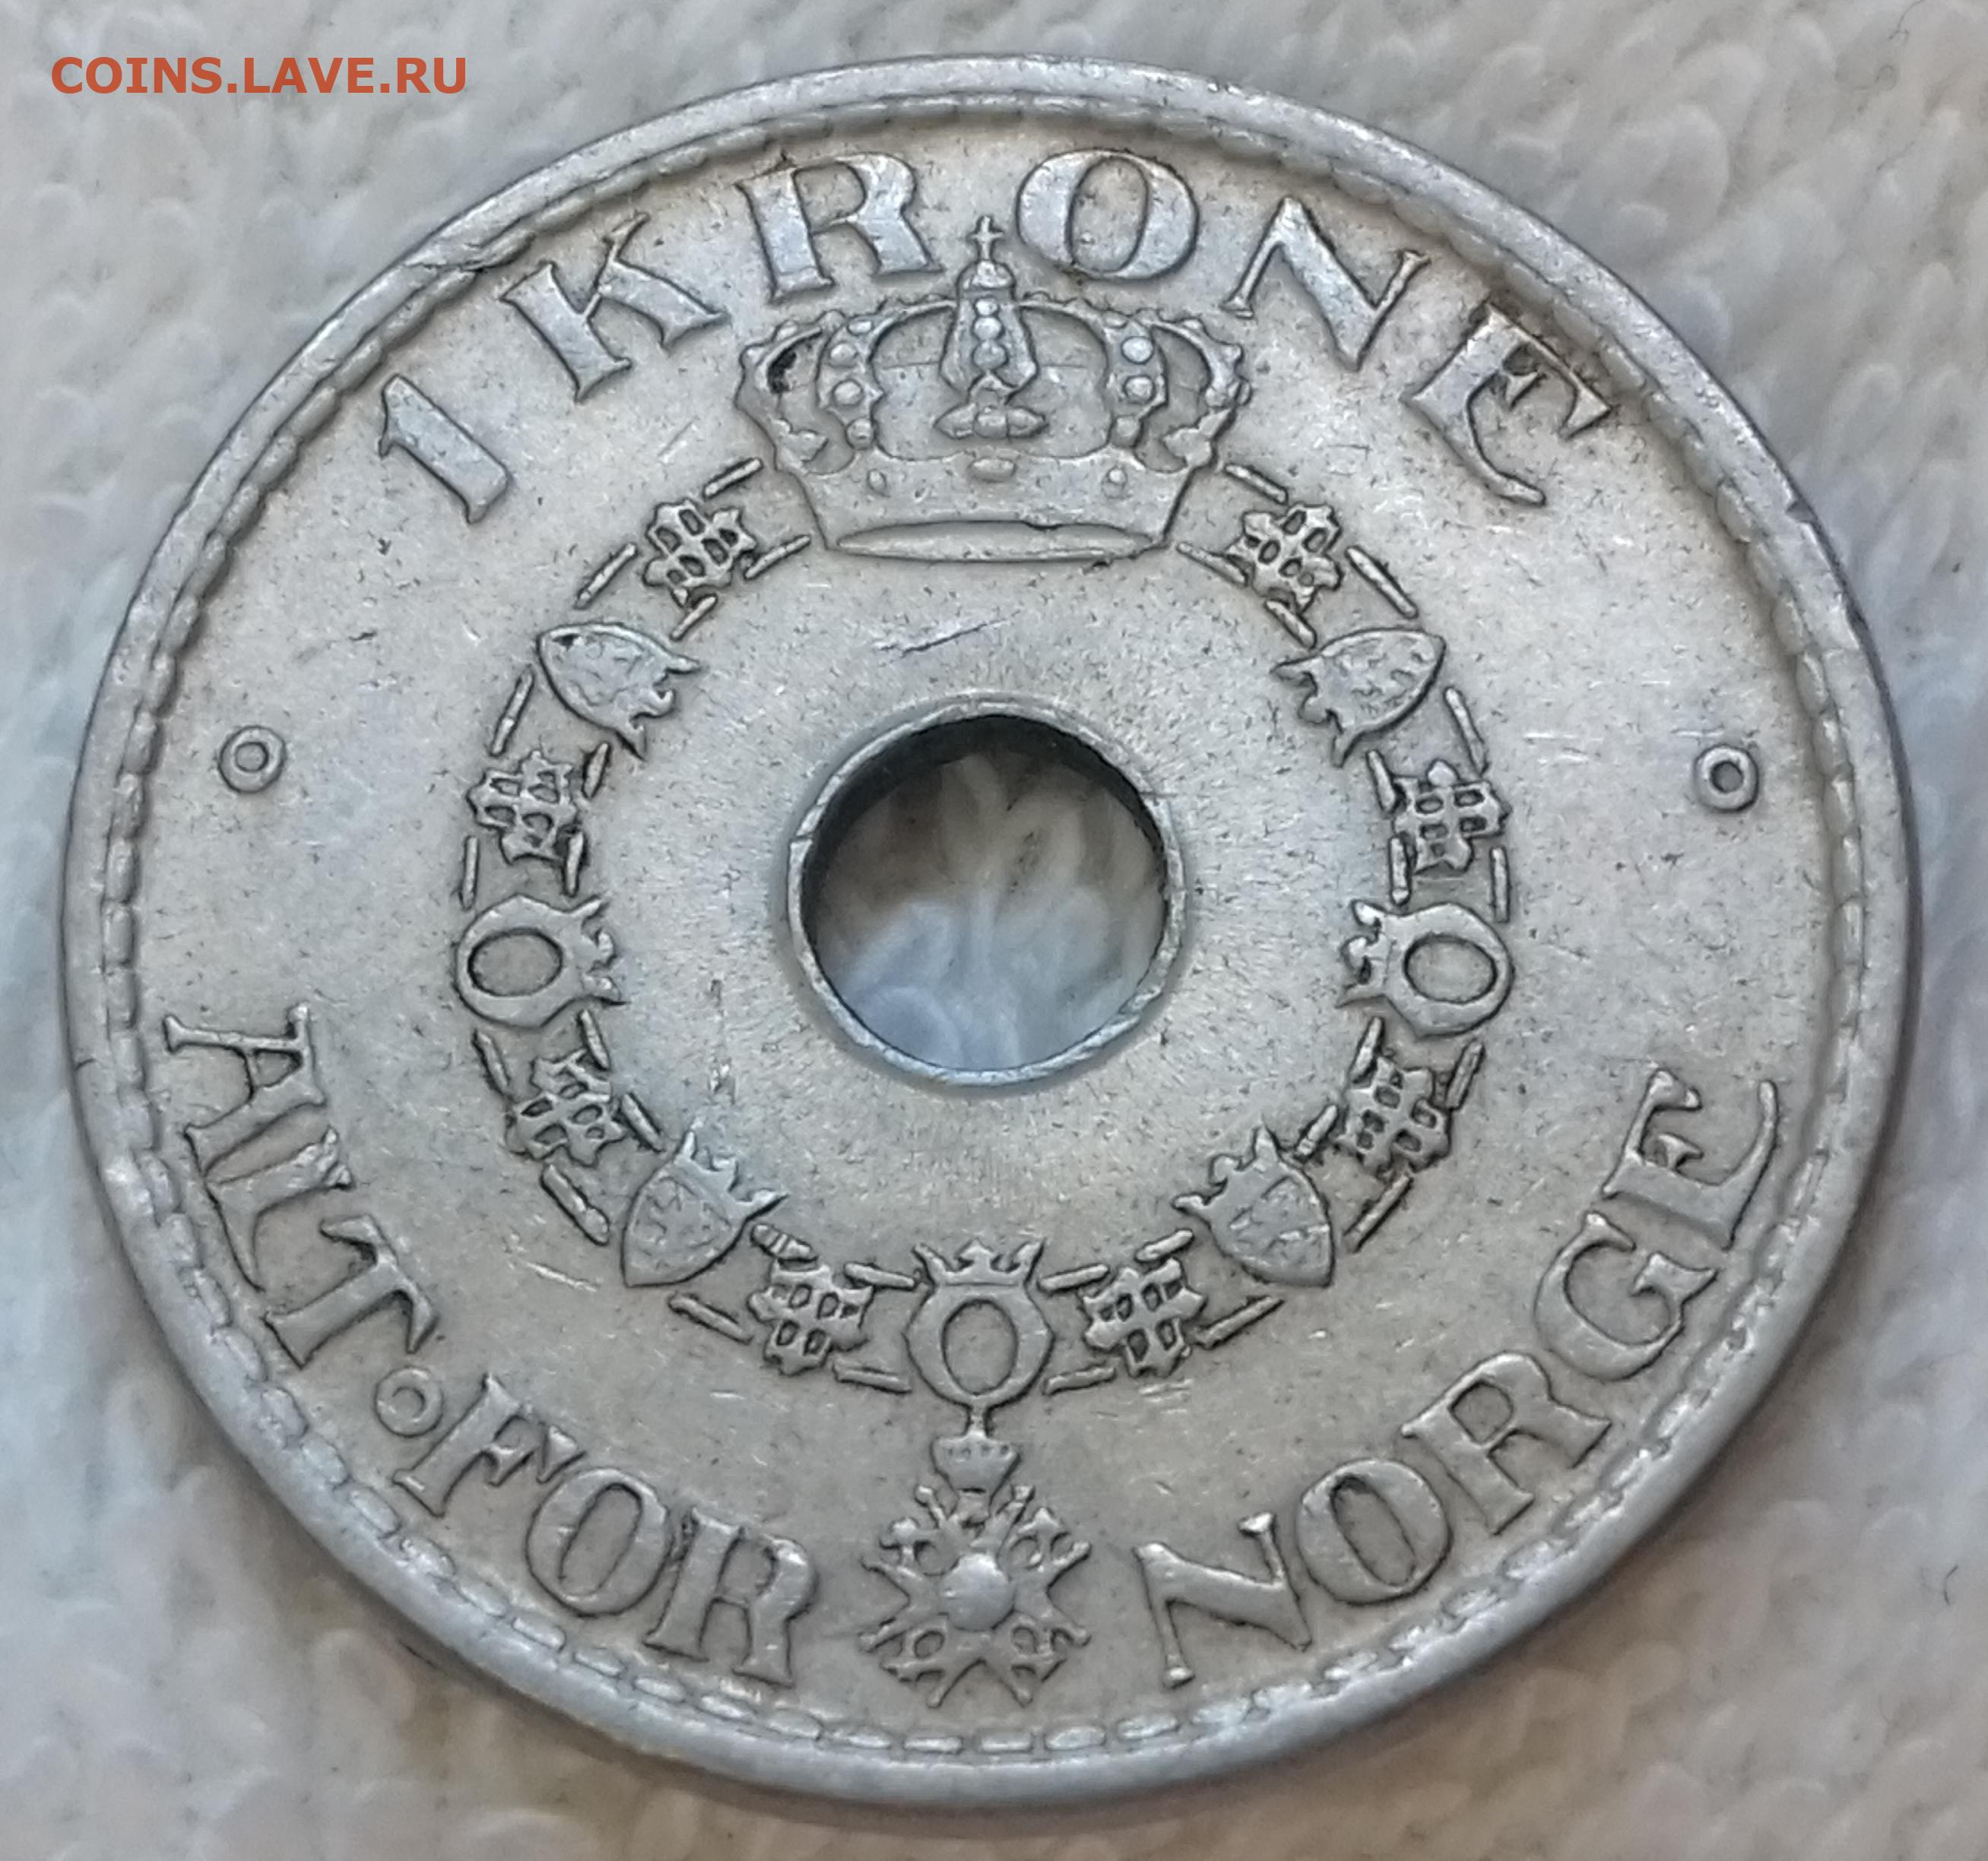 COINS.LAVE.RU
1 KRONE
ALT FOR NORGE